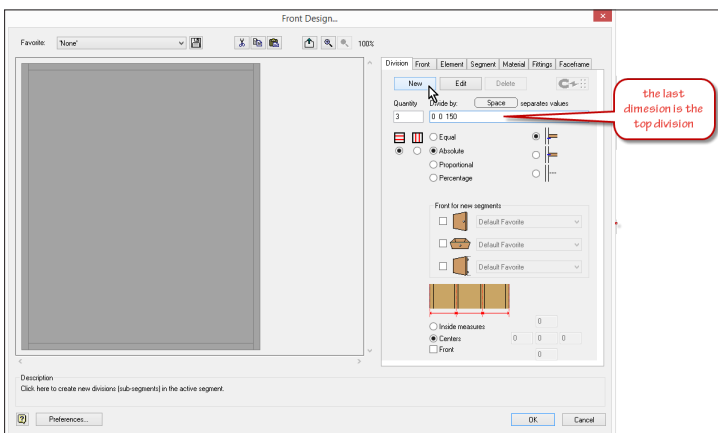 Front Design...
Favorite: 'None' 100%
Division Front Element Segment Material Fittings Faceframe
New Edit Delete
Quantity Divide by: Space separates values
3 0 0 150
Equal
Absolute
Proportional
Percentage
Front for new segments
Default Favorite
Default Favorite
Default Favorite
Inside measures 0
Centers 0 0 0
Front 0
the last
dimesion is the
top division
Description
Click here to create new divisions (sub-segments) in the active segment.
Preferences... OK Cancel